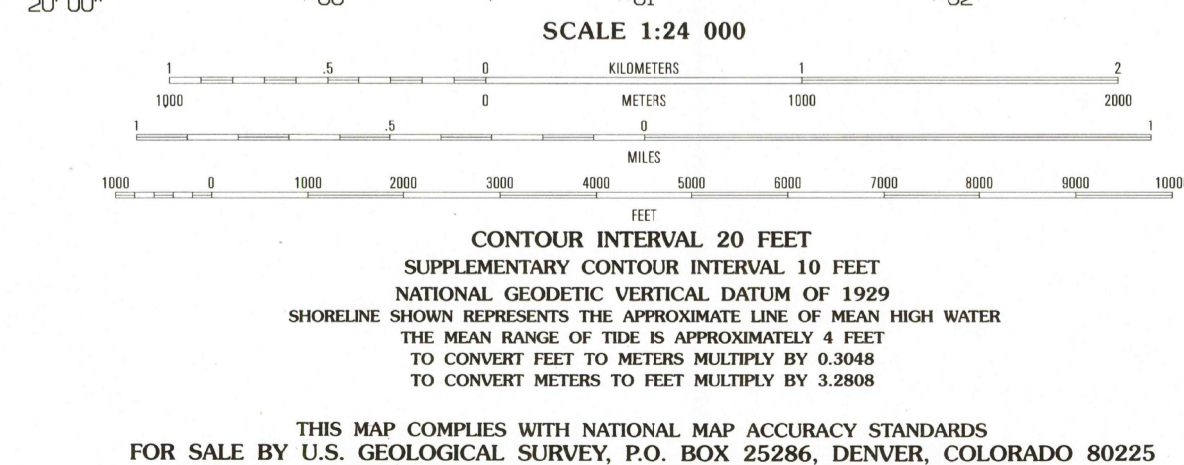 20' 00"
SCALE 1:24 000
1 .5 0 KILOMETERS 1 2
1000 0 METERS 1000 2000
1 .5 0 1
MILES
1000 0 1000 2000 3000 4000 5000 6000 7000 8000 9000 1000
FEET
CONTOUR INTERVAL 20 FEET
SUPPLEMENTARY CONTOUR INTERVAL 10 FEET
NATIONAL GEODETIC VERTICAL DATUM OF 1929
SHORELINE SHOWN REPRESENTS THE APPROXIMATE LINE OF MEAN HIGH WATER
THE MEAN RANGE OF TIDE IS APPROXIMATELY 4 FEET
TO CONVERT FEET TO METERS MULTIPLY BY 0.3048
TO CONVERT METERS TO FEET MULTIPLY BY 3.2808
THIS MAP COMPLIES WITH NATIONAL MAP ACCURACY STANDARDS
FOR SALE BY U.S. GEOLOGICAL SURVEY, P.O. BOX 25286, DENVER, COLORADO 80225